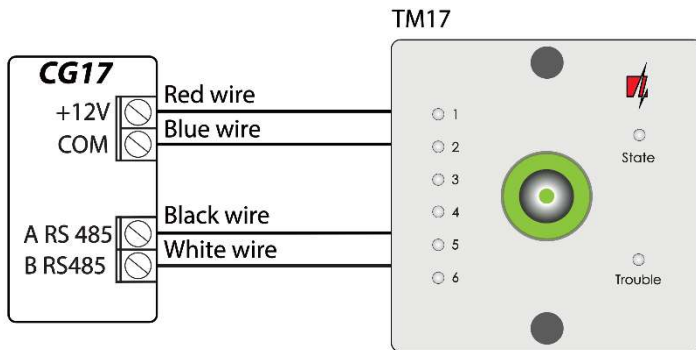 TM17
CG17
+12V
COM
A RS 485
B RS485
Red wire
Blue wire
Black wire
White wire
1
2
3
4
5
6
State
Trouble